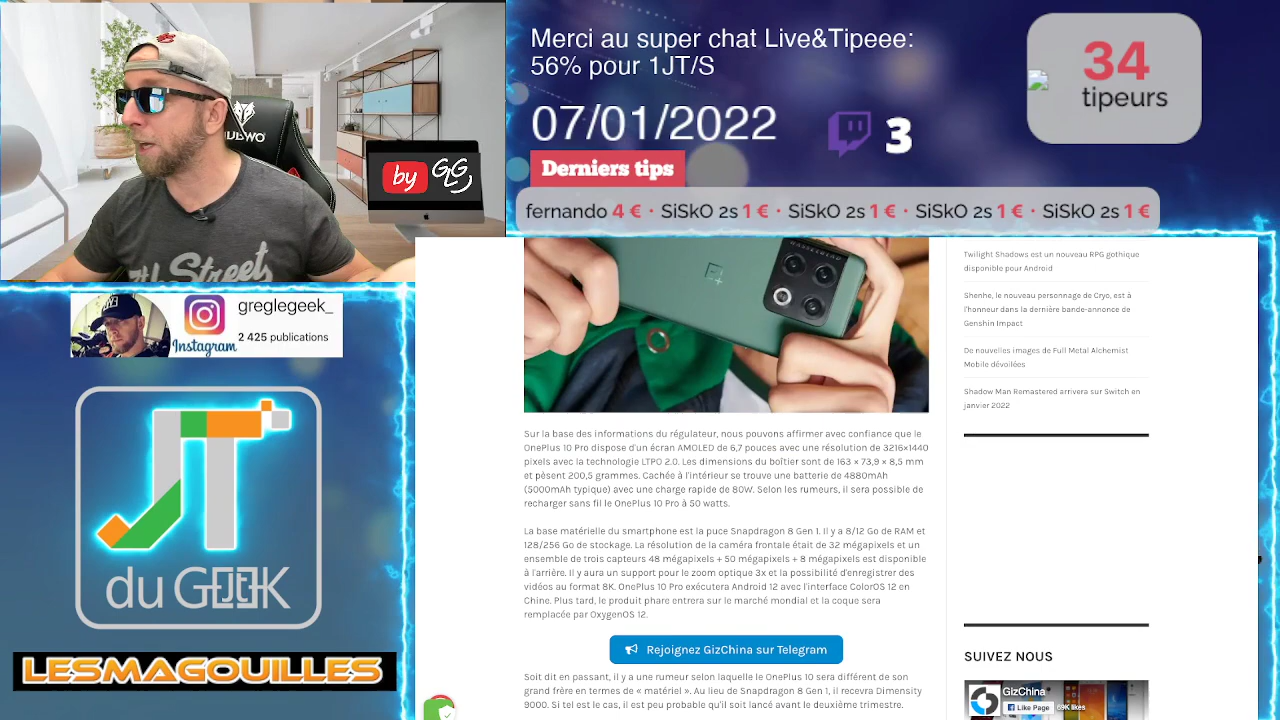 Merci au super chat Live&Tipeee:
56% pour 1JT/S
34
tipeurs
07/01/2022
3
Derniers tips
fernando 4 € · SiSkO 2s 1 € · SiSkO 2s 1 € · SiSkO 2s 1 € · SiSkO 2s 1 €
by GLG
greglegeek_
2 425 publications
Instagram
JT
du GEEK
LESMAGOUILLES
HASSELBLAD
Sur la base des informations du régulateur, nous pouvons affirmer avec confiance que le
OnePlus 10 Pro dispose d'un écran AMOLED de 6,7 pouces avec une résolution de 3216×1440
pixels avec la technologie LTPO 2.0. Les dimensions du boîtier sont de 163 × 73,9 × 8,5 mm
et pèsent 200,5 grammes. Cachée à l'intérieur se trouve une batterie de 4880mAh
(5000mAh typique) avec une charge rapide de 80W. Selon les rumeurs, il sera possible de
recharger sans fil le OnePlus 10 Pro à 50 watts.
La base matérielle du smartphone est la puce Snapdragon 8 Gen 1. Il y a 8/12 Go de RAM et
128/256 Go de stockage. La résolution de la caméra frontale était de 32 mégapixels et un
ensemble de trois capteurs 48 mégapixels + 50 mégapixels + 8 mégapixels est disponible
à l'arrière. Il y aura un support pour le zoom optique 3x et la possibilité d'enregistrer des
vidéos au format 8K. OnePlus 10 Pro exécutera Android 12 avec l'interface ColorOS 12 en
Chine. Plus tard, le produit phare entrera sur le marché mondial et la coque sera
remplacée par OxygenOS 12.
Rejoignez GizChina sur Telegram
Soit dit en passant, il y a une rumeur selon laquelle le OnePlus 10 sera différent de son
grand frère en termes de « matériel ». Au lieu de Snapdragon 8 Gen 1, il recevra Dimensity
9000. Si tel est le cas, il est peu probable qu'il soit lancé avant le deuxième trimestre.
Twilight Shadows est un nouveau RPG gothique
disponible pour Android
Shenhe, le nouveau personnage de Cryo, est à
l'honneur dans la dernière bande-annonce de
Genshin Impact
De nouvelles images de Full Metal Alchemist
Mobile dévoilées
Shadow Man Remastered arrivera sur Switch en
janvier 2022
SUIVEZ NOUS
GizChina
Like Page
69K likes